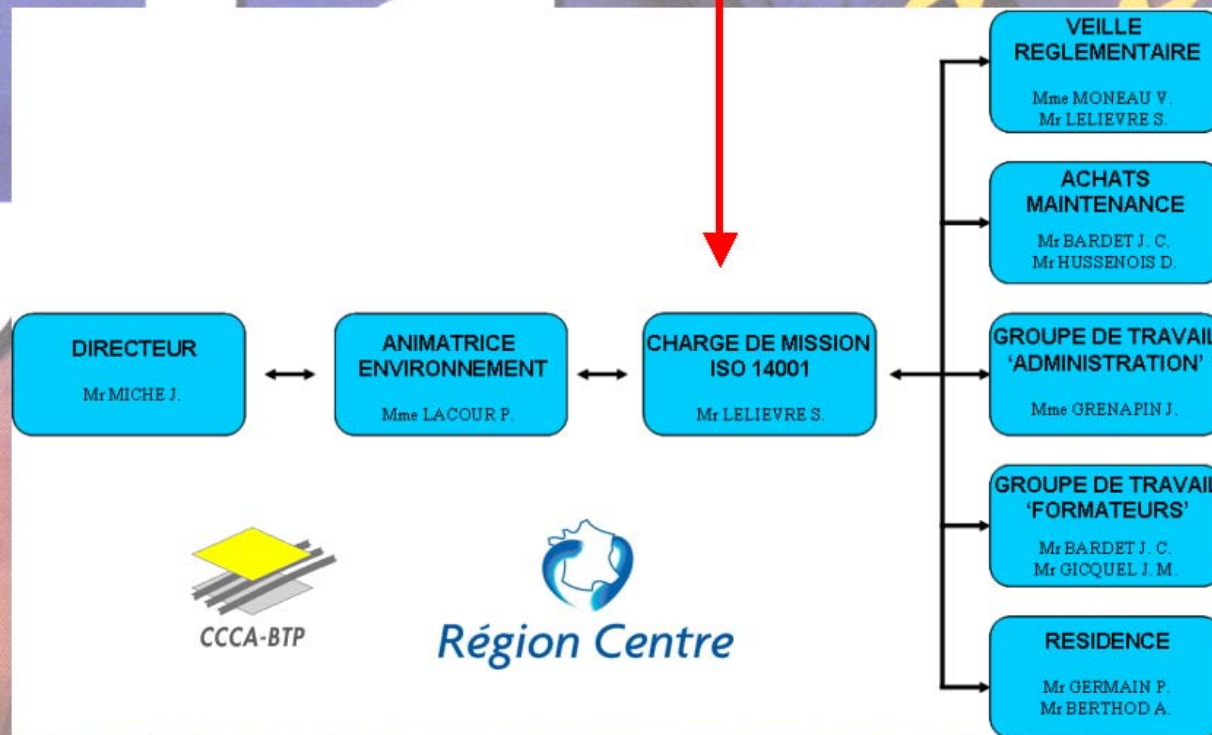 DIRECTEUR
Mr MICHE J.
ANIMATRICE
ENVIRONNEMENT
Mme LACOUR P.
CHARGE DE MISSION
ISO 14001
Mr LELIEVRE S.
VEILLE
REGLEMENTAIRE
Mme MONEAU V.
Mr LELIEVRE S.
ACHATS
MAINTENANCE
Mr BARDET J. C.
Mr HUSSENOIS D.
GROUPE DE TRAVAIL
'ADMINISTRATION'
Mme GRENAPIN J.
GROUPE DE TRAVAIL
'FORMATEURS'
Mr BARDET J. C.
Mr GICQUEL J. M.
RESIDENCE
Mr GERMAIN P.
Mr BERTHOD A.
CCCA-BTP
Région Centre